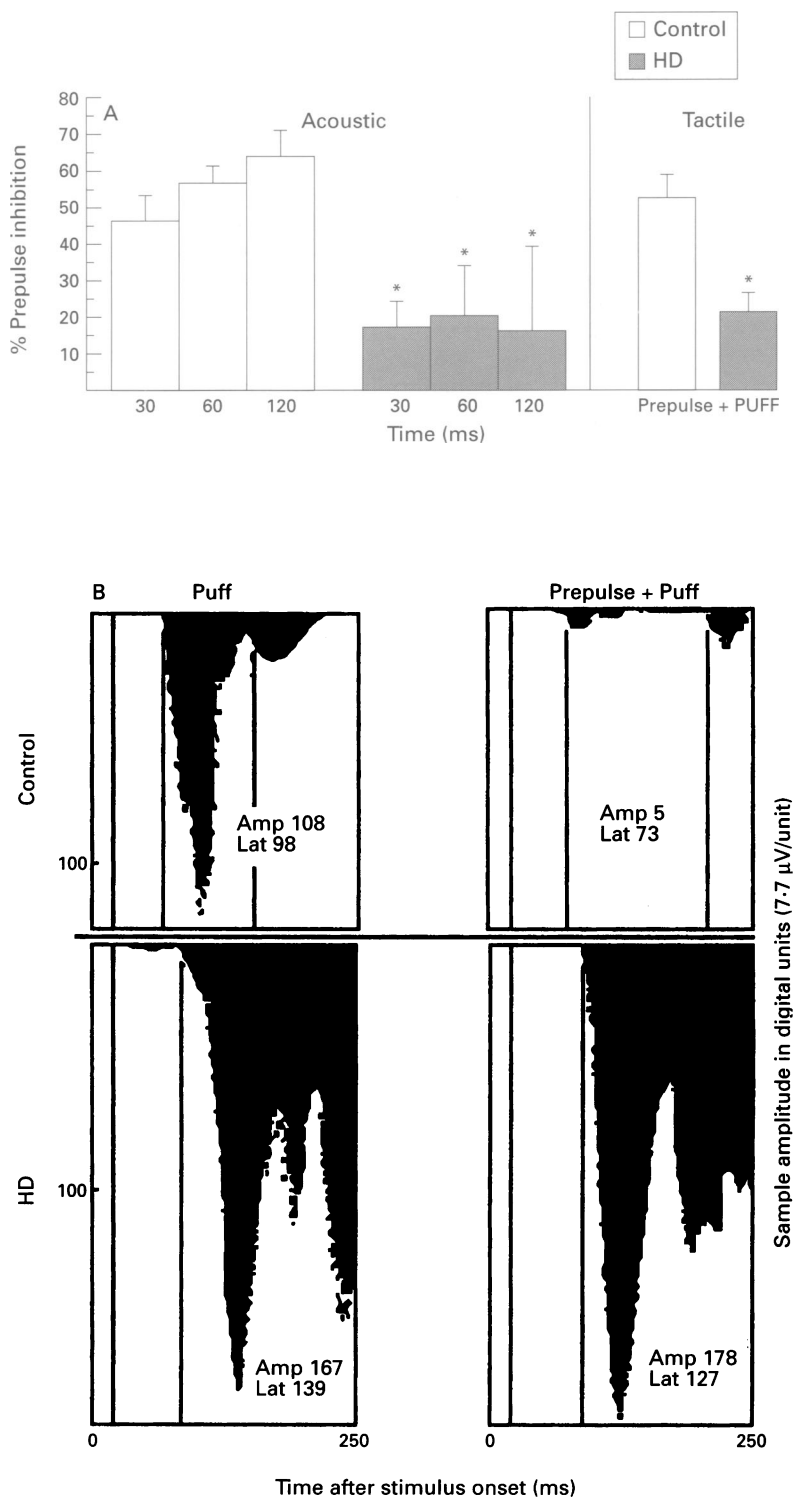 Control
HD
A
Acoustic
Tactile
% Prepulse inhibition
80
70
60
50
40
30
20
10
*
*
*
*
30
60
120
30
60
120
Prepulse + PUFF
Time (ms)
B
Puff
Prepulse + Puff
Control
100
Amp 108
Lat 98
Amp 5
Lat 73
HD
100
Amp 167
Lat 139
Amp 178
Lat 127
0
250
0
250
Time after stimulus onset (ms)
Sample amplitude in digital units (7·7 µV/unit)